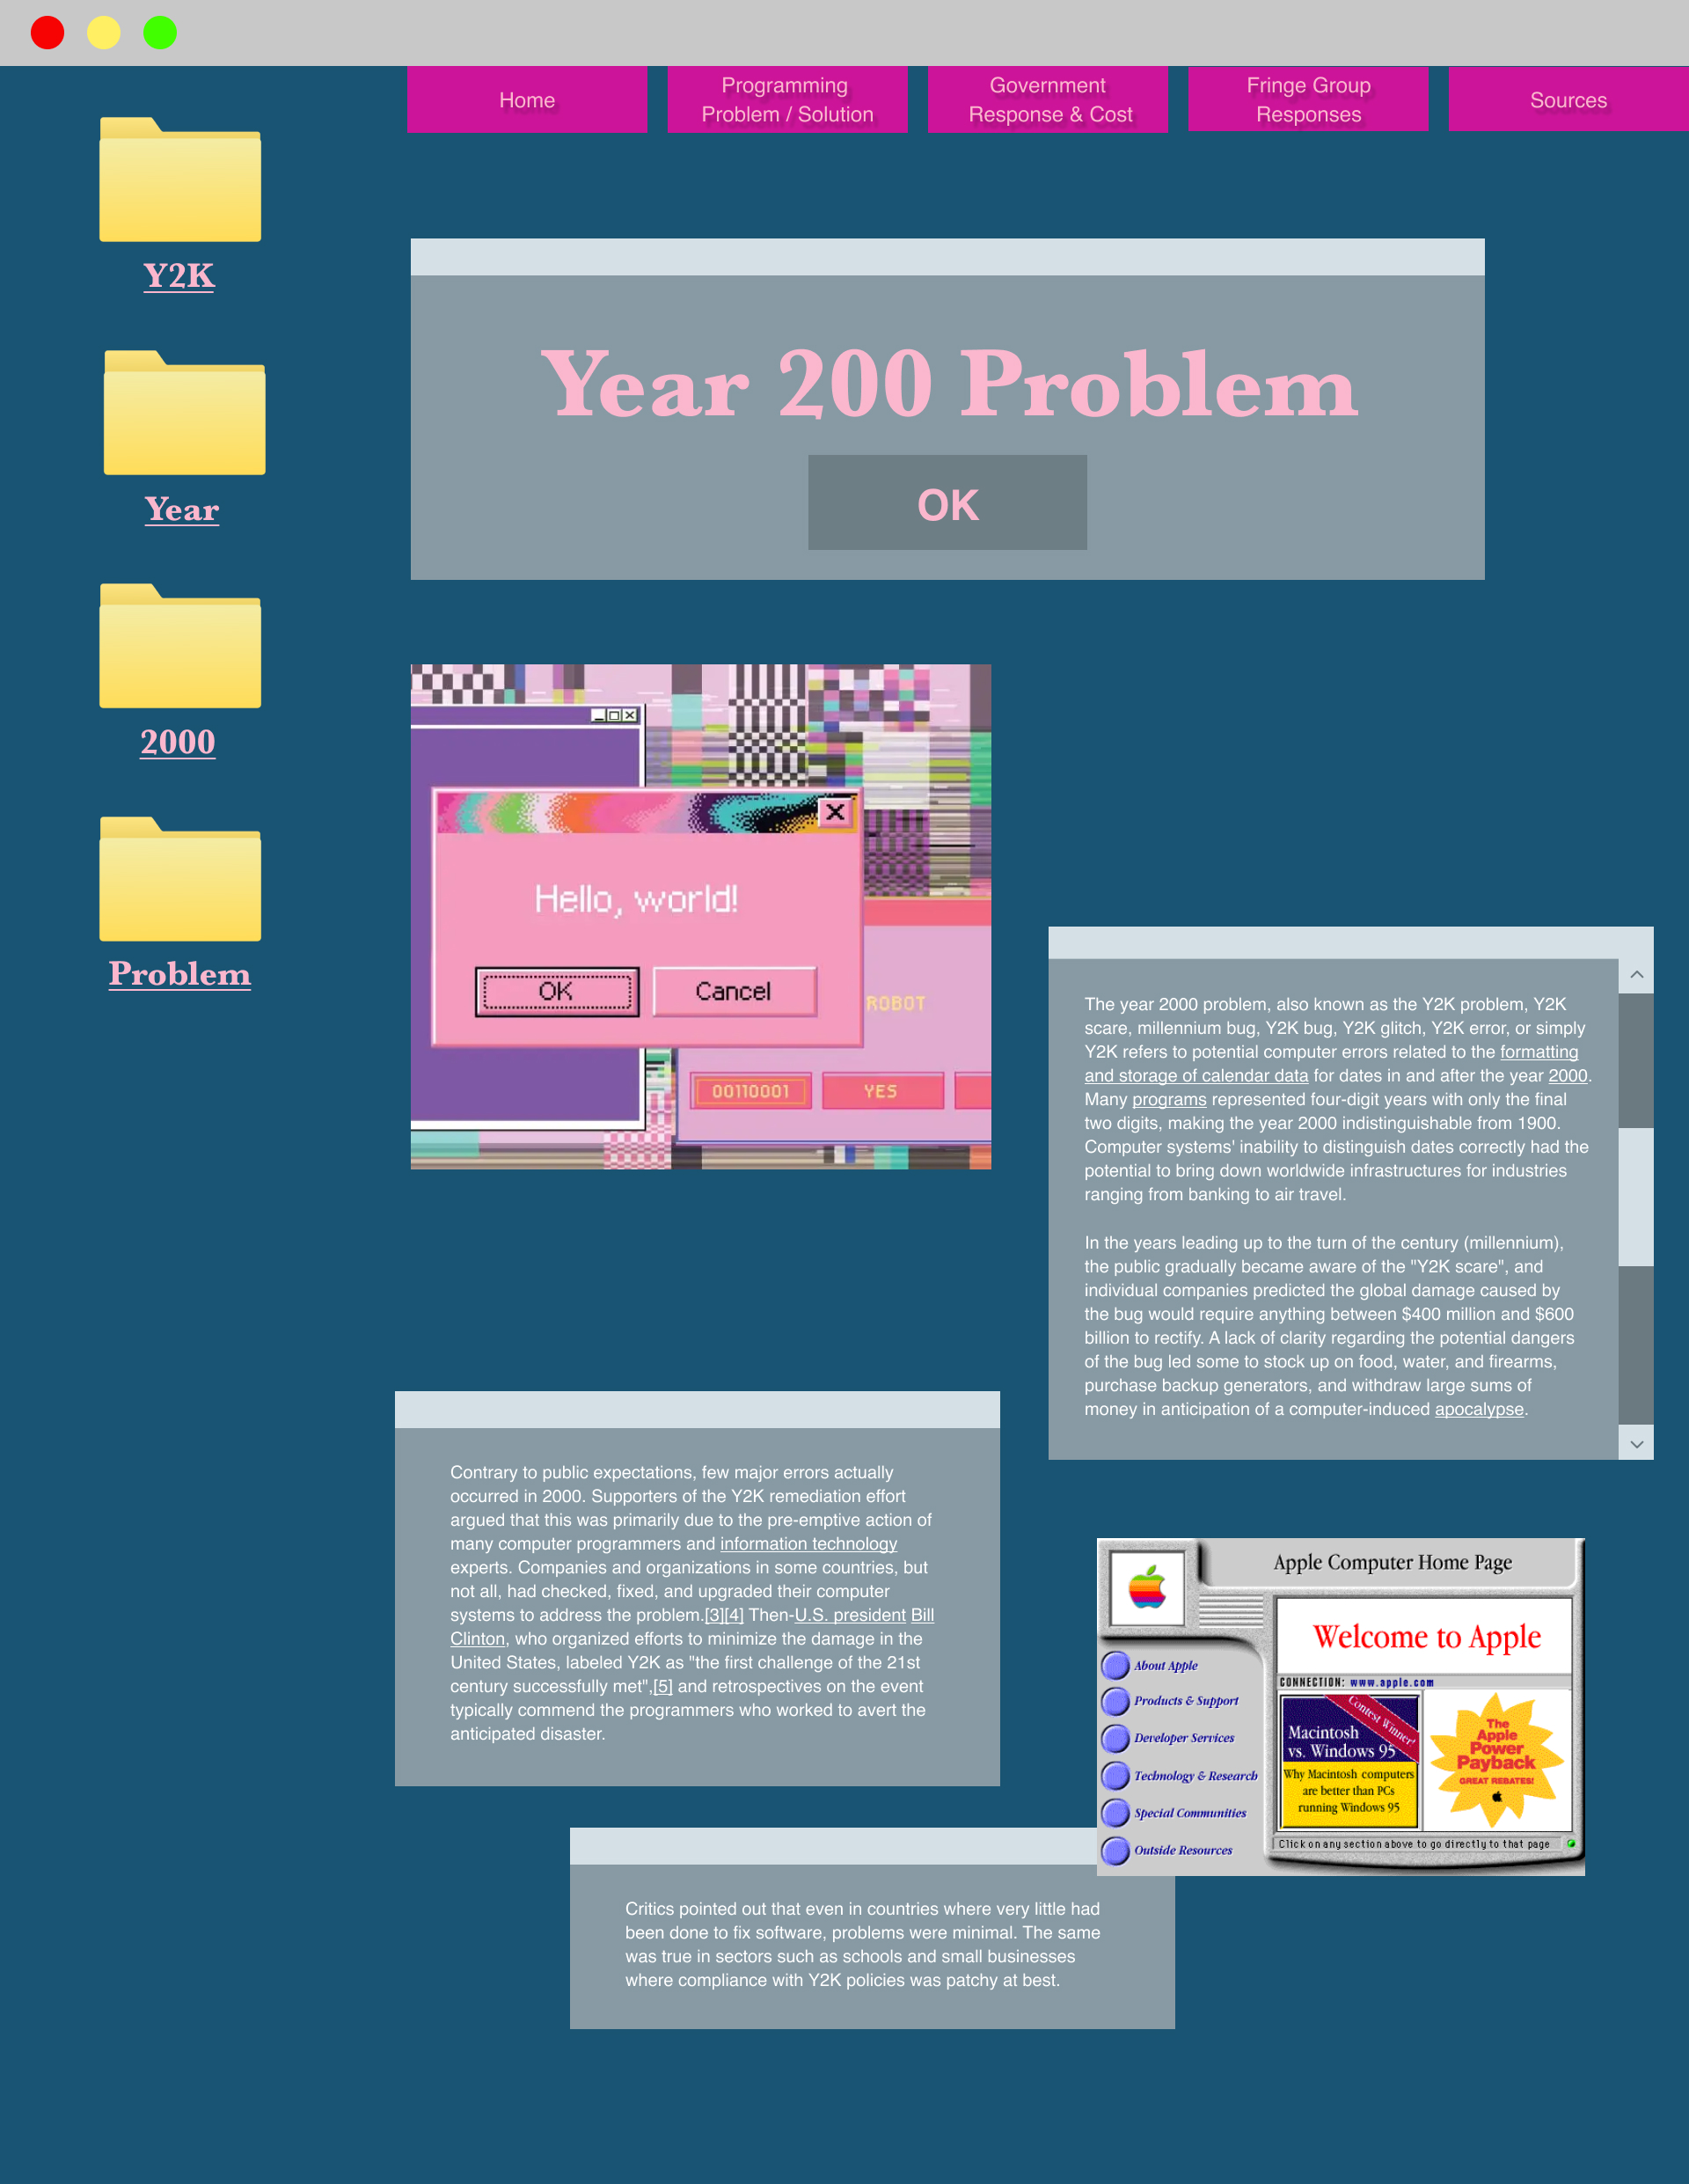 Home
Programming
Problem / Solution
Government
Response & Cost
Fringe Group
Responses
Sources
Y2K
Year
2000
Problem
Year 200 Problem
OK
Hello, world!
OK
Cancel
ROBOT
00110001
YES
The year 2000 problem, also known as the Y2K problem, Y2K
scare, millennium bug, Y2K bug, Y2K glitch, Y2K error, or simply
Y2K refers to potential computer errors related to the formatting
and storage of calendar data for dates in and after the year 2000.
Many programs represented four-digit years with only the final
two digits, making the year 2000 indistinguishable from 1900.
Computer systems' inability to distinguish dates correctly had the
potential to bring down worldwide infrastructures for industries
ranging from banking to air travel.
In the years leading up to the turn of the century (millennium),
the public gradually became aware of the "Y2K scare", and
individual companies predicted the global damage caused by
the bug would require anything between $400 million and $600
billion to rectify. A lack of clarity regarding the potential dangers
of the bug led some to stock up on food, water, and firearms,
purchase backup generators, and withdraw large sums of
money in anticipation of a computer-induced apocalypse.
Contrary to public expectations, few major errors actually
occurred in 2000. Supporters of the Y2K remediation effort
argued that this was primarily due to the pre-emptive action of
many computer programmers and information technology
experts. Companies and organizations in some countries, but
not all, had checked, fixed, and upgraded their computer
systems to address the problem.[3][4] Then-U.S. president Bill
Clinton, who organized efforts to minimize the damage in the
United States, labeled Y2K as "the first challenge of the 21st
century successfully met",[5] and retrospectives on the event
typically commend the programmers who worked to avert the
anticipated disaster.
Apple Computer Home Page
Welcome to Apple
CONNECTION: www.apple.com
About Apple
Products & Support
Developer Services
Technology & Research
Special Communities
Outside Resources
Contest Winner!
Macintosh
vs. Windows 95
Why Macintosh computers
are better than PCs
running Windows 95
The
Apple
Power
Payback
GREAT REBATES!
Click on any section above to go directly to that page
Critics pointed out that even in countries where very little had
been done to fix software, problems were minimal. The same
was true in sectors such as schools and small businesses
where compliance with Y2K policies was patchy at best.